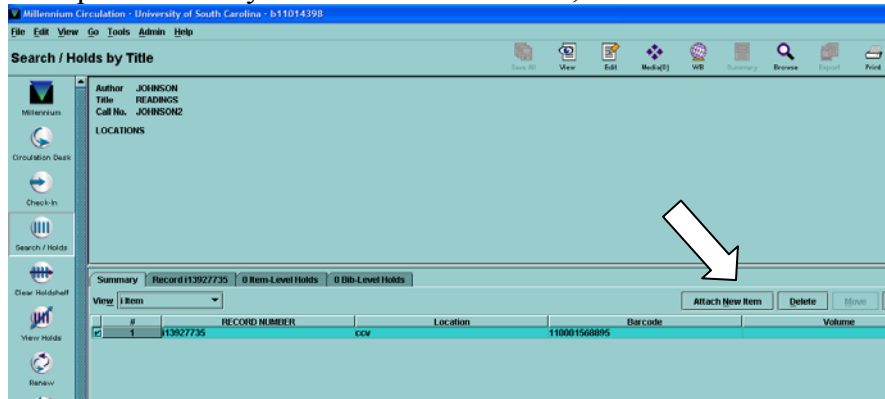 Millennium Circulation - University of South Carolina - b11014398
File Edit View Go Tools Admin Help
Search / Holds by Title
Save All View Edit Media(0) WB Summary Browse Export Print
Millennium
Circulation Desk
Check-In
Search / Holds
Clear Holdshelf
View Holds
Renew
Author JOHNSON
Title READINGS
Call No. JOHNSON2
LOCATIONS
Summary Record i13927735 0 Item-Level Holds 0 Bib-Level Holds
View i Item Attach New Item Delete Move
# RECORD NUMBER Location Barcode Volume
1 i13927735 ccv 110001568895